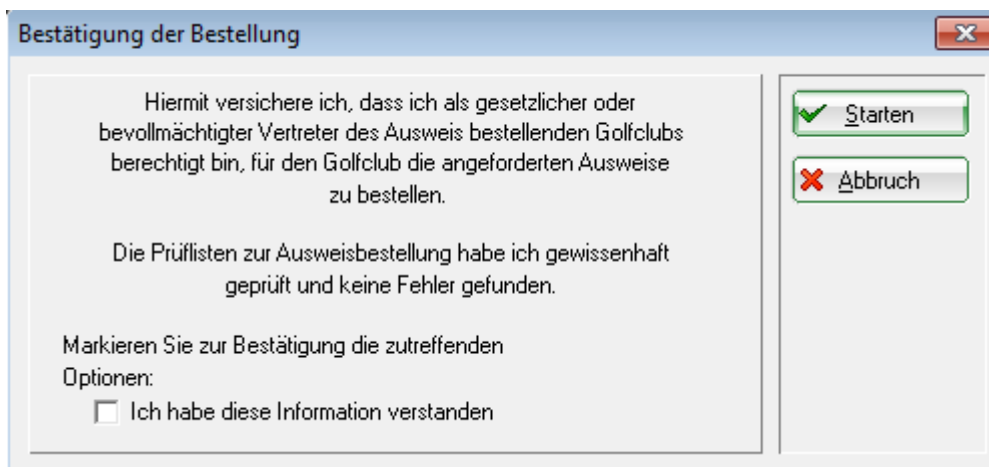 Bestätigung der Bestellung
Hiermit versichere ich, dass ich als gesetzlicher oder
bevollmächtigter Vertreter des Ausweis bestellenden Golfclubs
berechtigt bin, für den Golfclub die angeforderten Ausweise
zu bestellen.
Die Prüflisten zur Ausweisbestellung habe ich gewissenhaft
geprüft und keine Fehler gefunden.
Markieren Sie zur Bestätigung die zutreffenden
Optionen:
Ich habe diese Information verstanden
Starten
Abbruch